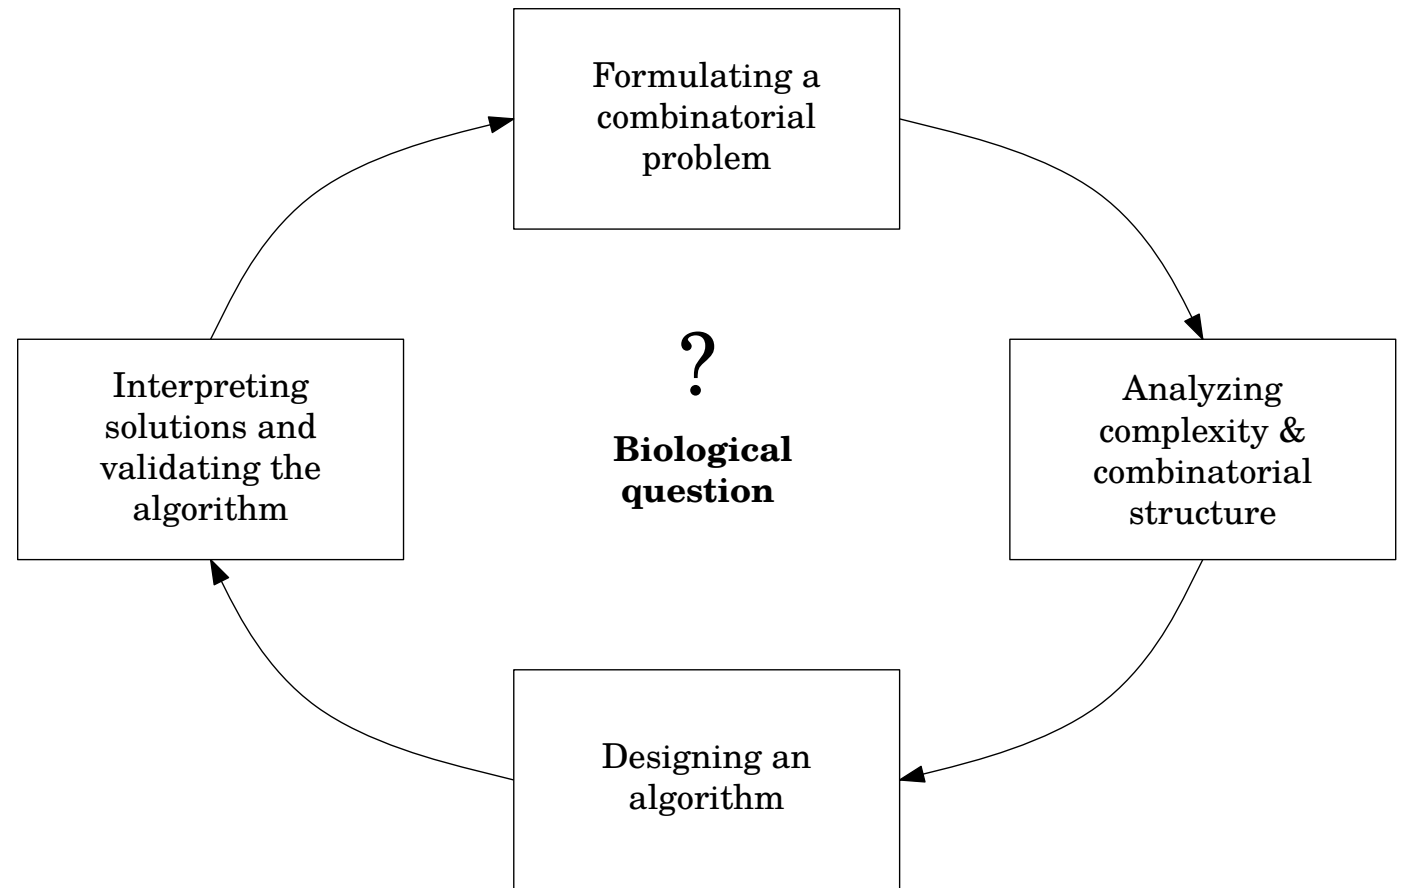 Formulating a
combinatorial
problem
?
Biological
question
Interpreting
solutions and
validating the
algorithm
Analyzing
complexity &
combinatorial
structure
Designing an
algorithm